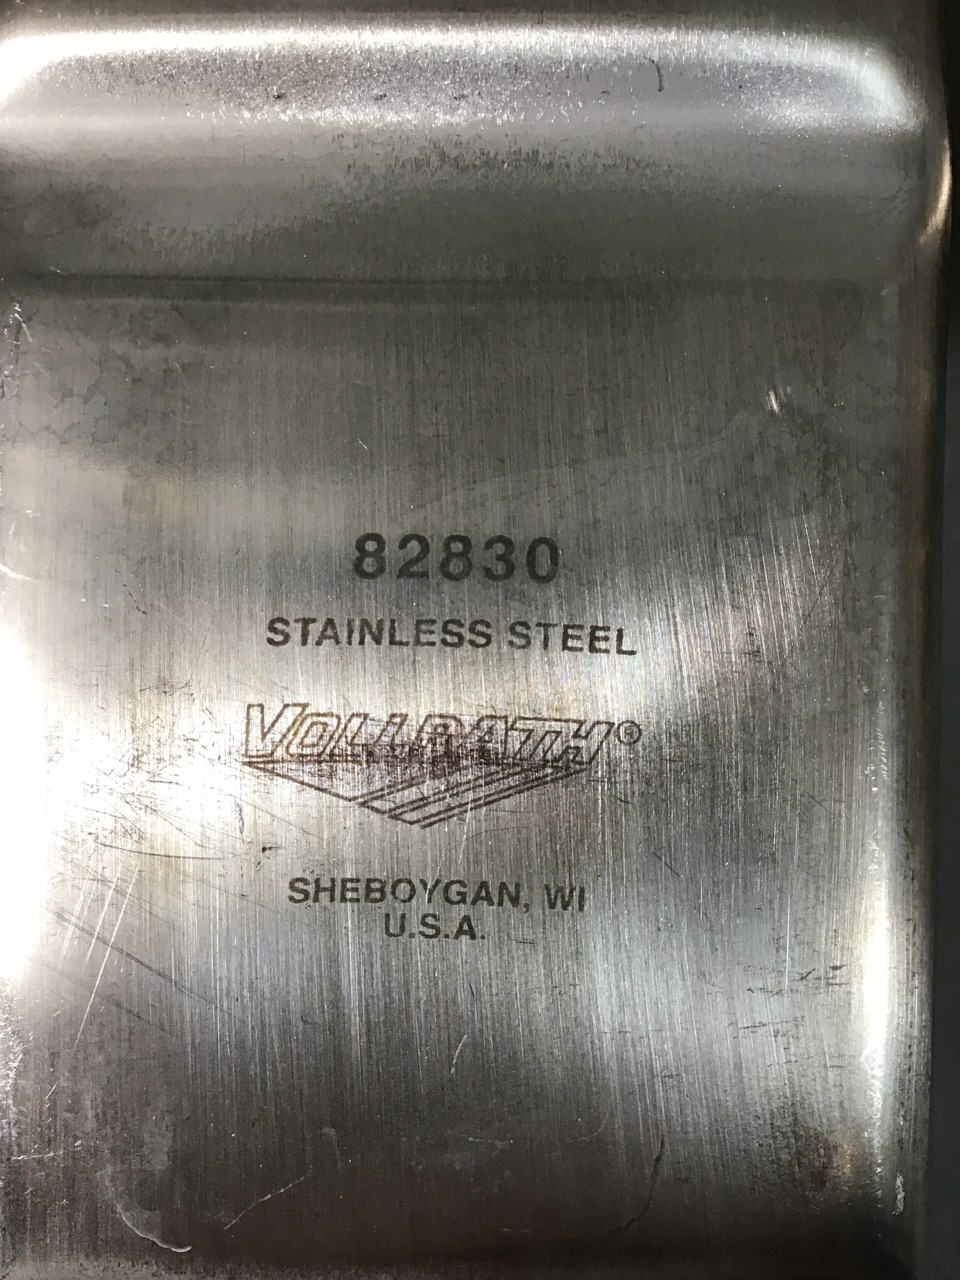 82830
STAINLESS STEEL
VOLLRATH®
SHEBOYGAN, WI
U.S.A.